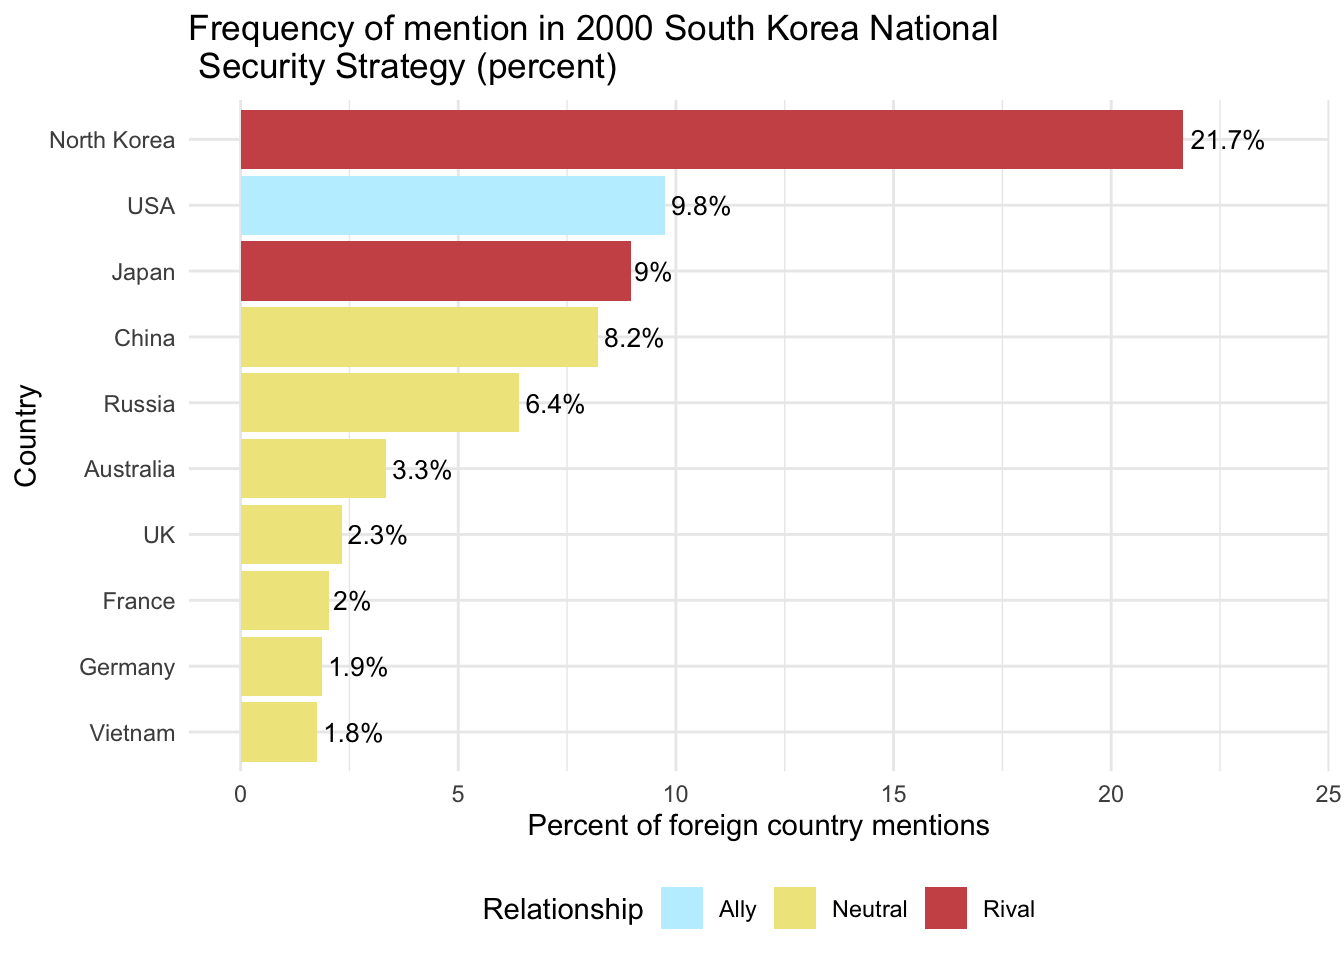 Frequency of mention in 2000 South Korea National
Security Strategy (percent)
North Korea
21.7%
USA
9.8%
Japan
9%
China
8.2%
Russia
6.4%
Australia
3.3%
UK
2.3%
France
2%
Germany
1.9%
Vietnam
1.8%
Country
0 5 10 15 20 25
Percent of foreign country mentions
Relationship Ally Neutral Rival